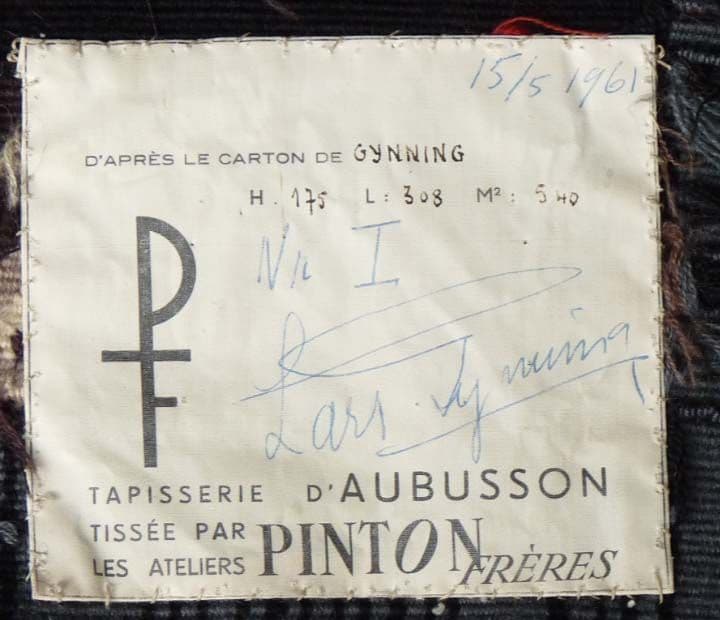 15/5 1961
D'APRÈS LE CARTON DE GYNNING
H. 175 L: 308 M²: 5 40
Nr I
PF
Lars Gynning
TAPISSERIE D'AUBUSSON
TISSÉE PAR
LES ATELIERS PINTON FRÈRES